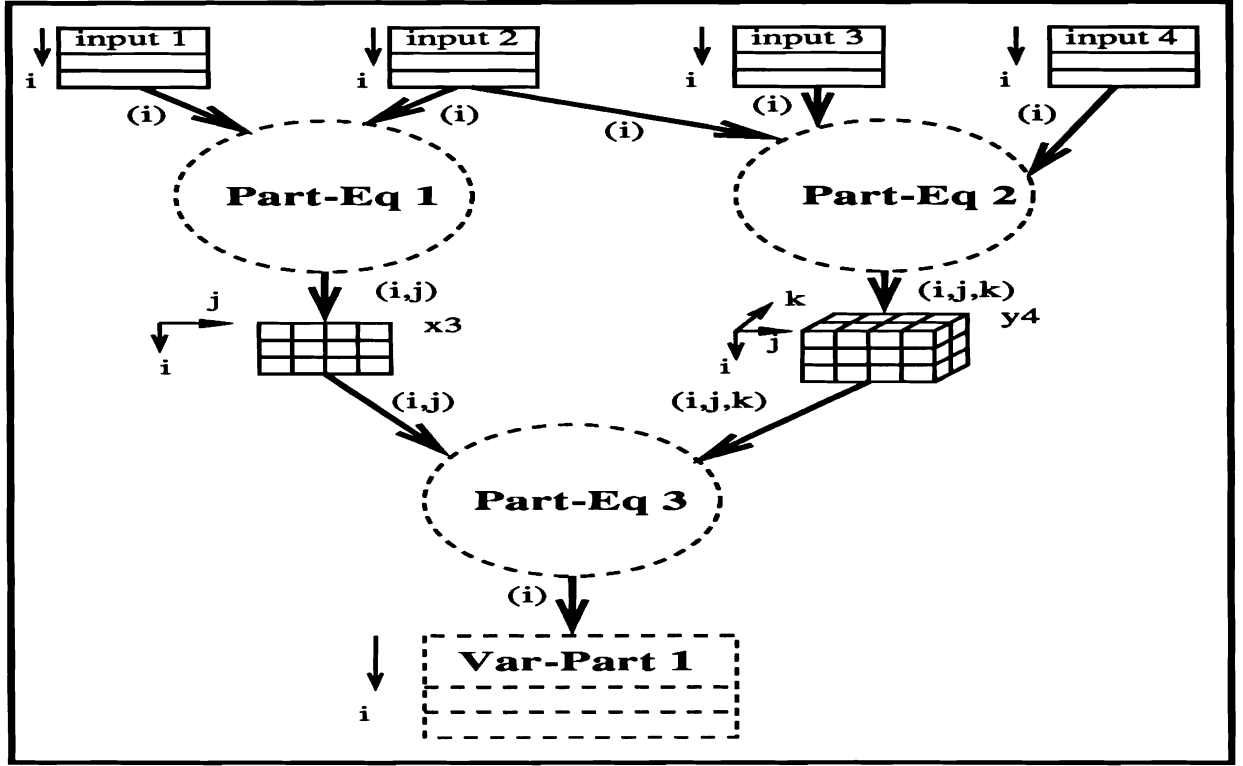 input 1
input 2
input 3
input 4
i
i
i
i
(i)
(i)
(i)
(i)
(i)
Part-Eq 1
Part-Eq 2
(i,j)
(i,j,k)
j
i
x3
k
j
i
y4
(i,j)
(i,j,k)
Part-Eq 3
(i)
Var-Part 1
i